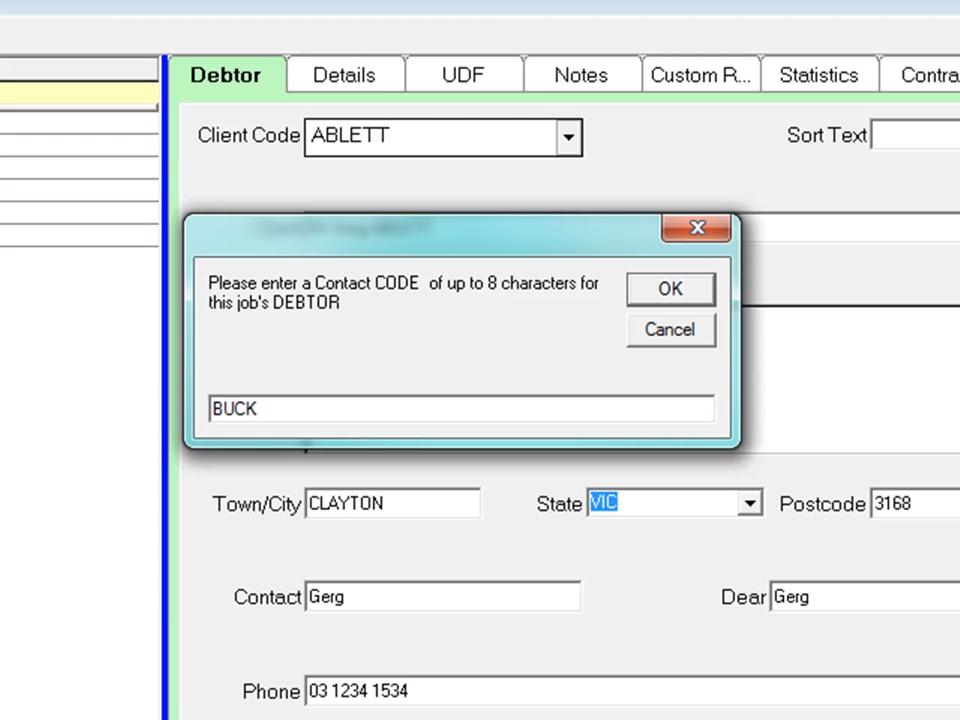 Debtor Details UDF Notes Custom R... Statistics Contra
Client Code ABLETT Sort Text
Please enter a Contact CODE of up to 8 characters for
this job's DEBTOR
OK
Cancel
BUCK
Town/City CLAYTON State VIC Postcode 3168
Contact Gerg Dear Gerg
Phone 03 1234 1534